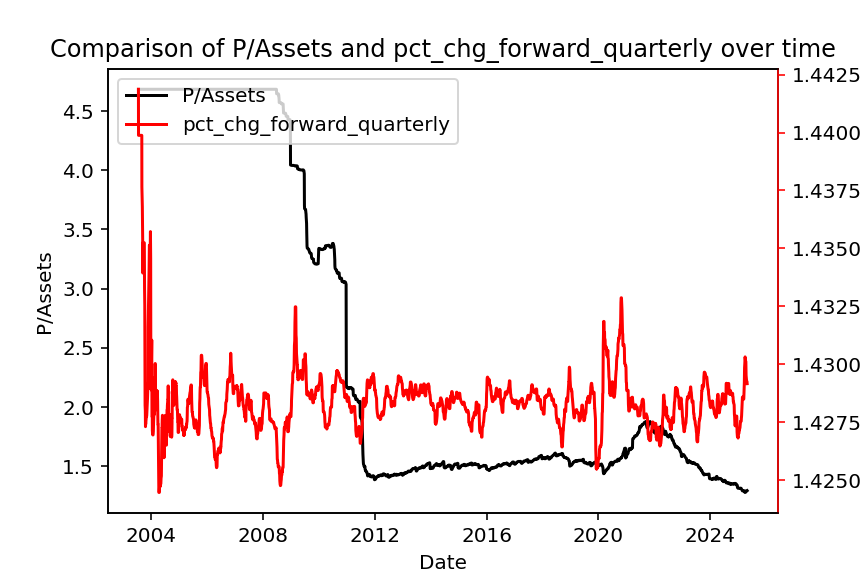 Comparison of P/Assets and pct_chg_forward_quarterly over time
P/Assets
pct_chg_forward_quarterly
4.5
4.0
3.5
3.0
2.5
2.0
1.5
P/Assets
1.4425
1.4400
1.4375
1.4350
1.4325
1.4300
1.4275
1.4250
2004 2008 2012 2016 2020 2024
Date